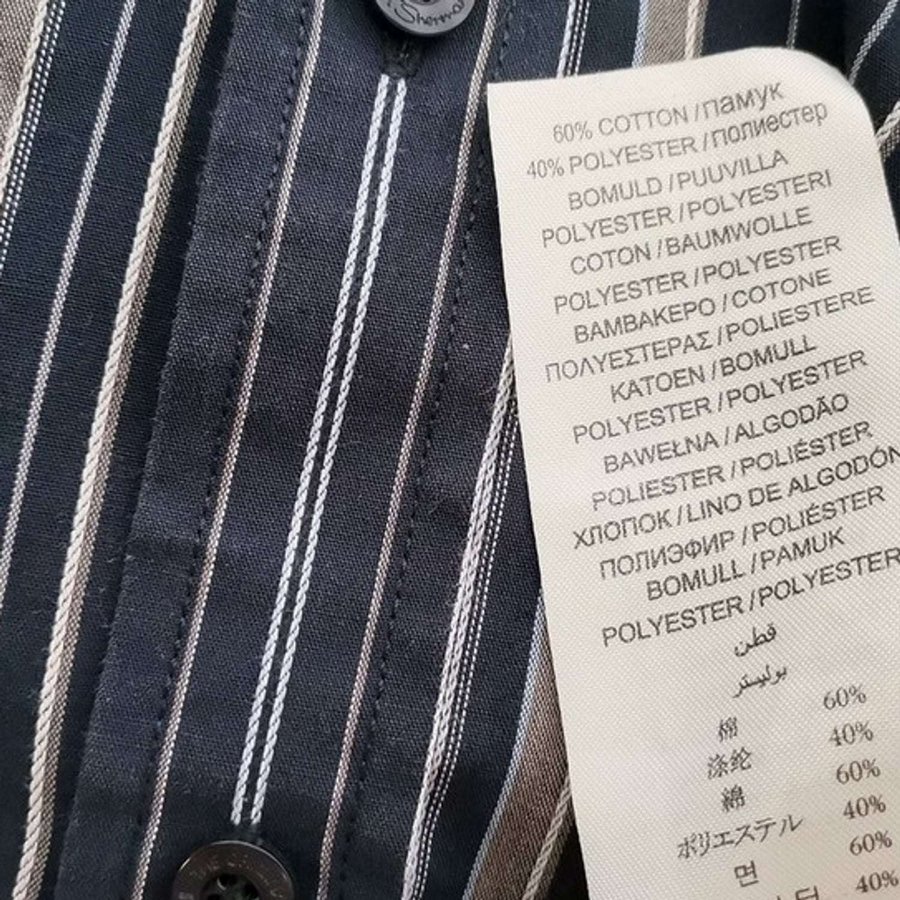 Sherman
60% COTTON / памук
40% POLYESTER / полиестер
BOMULD / PUUVILLA
POLYESTER / POLYESTERI
COTON / BAUMWOLLE
POLYESTER / POLYESTER
ΒΑΜΒΑΚΕΡΟ / COTONE
ΠΟΛΥΕΣΤΕΡΑΣ / POLIESTERE
KATOEN / BOMULL
POLYESTER / POLYESTER
BAWEŁNA / ALGODÃO
POLIESTER / POLIÉSTER
ХЛОПОК / LINO DE ALGODÓN
ПОЛИЭФИР / POLIÉSTER
BOMULL / PAMUK
POLYESTER / POLYESTER
قطن
بوليستر
棉 60%
涤纶 40%
綿 60%
ポリエステル 40%
면 60%
40%